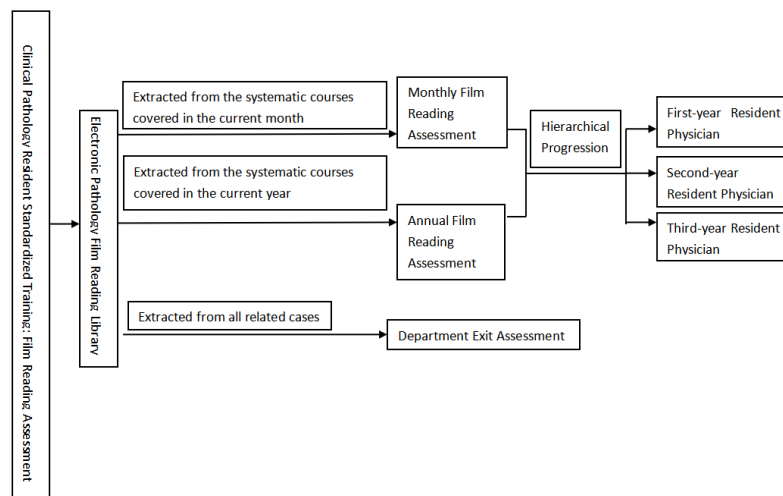 Clinical Pathology Resident Standardized Training: Film Reading Assessment
Electronic Pathology Film Reading Library
Extracted from the systematic courses
covered in the current month
Monthly Film
Reading
Assessment
Extracted from the systematic courses
covered in the current year
Annual Film
Reading
Assessment
Extracted from all related cases
Department Exit Assessment
Hierarchical
Progression
First-year Resident
Physician
Second-year
Resident Physician
Third-year Resident
Physician